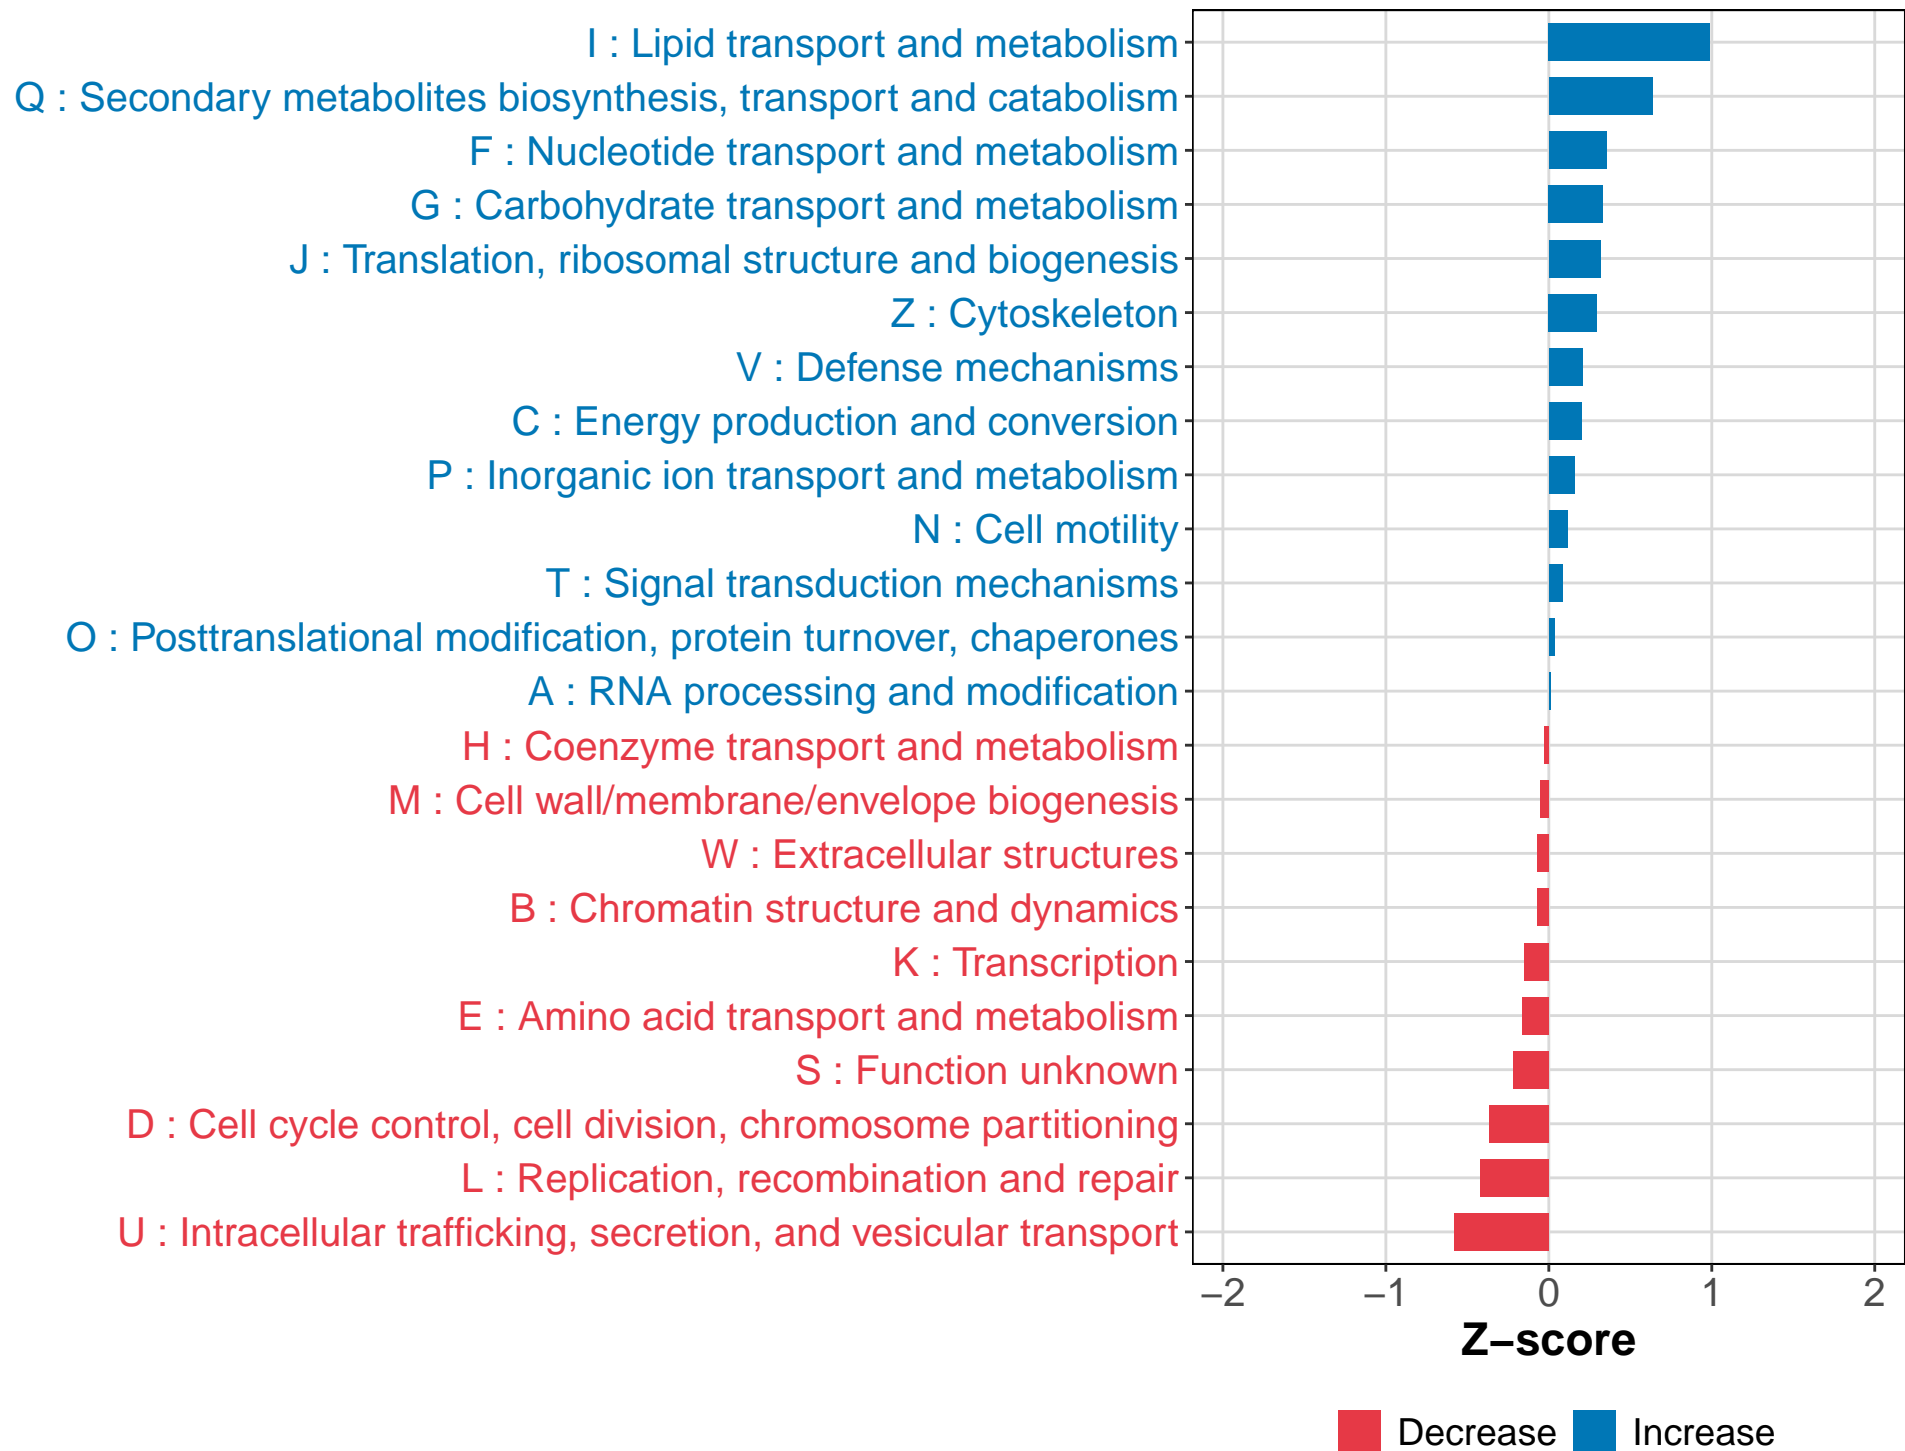 I : Lipid transport and metabolism
Q : Secondary metabolites biosynthesis, transport and catabolism
F : Nucleotide transport and metabolism
G : Carbohydrate transport and metabolism
J : Translation, ribosomal structure and biogenesis
Z : Cytoskeleton
V : Defense mechanisms
C : Energy production and conversion
P : Inorganic ion transport and metabolism
N : Cell motility
T : Signal transduction mechanisms
O : Posttranslational modification, protein turnover, chaperones
A : RNA processing and modification
H : Coenzyme transport and metabolism
M : Cell wall/membrane/envelope biogenesis
W : Extracellular structures
B : Chromatin structure and dynamics
K : Transcription
E : Amino acid transport and metabolism
S : Function unknown
D : Cell cycle control, cell division, chromosome partitioning
L : Replication, recombination and repair
U : Intracellular trafficking, secretion, and vesicular transport
−2 −1 0 1 2
Z−score
Decrease Increase